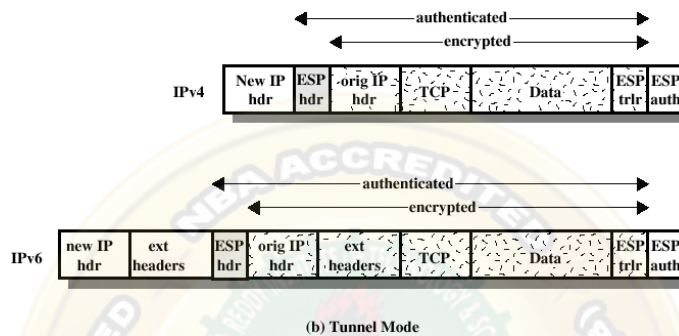 authenticated
encrypted
IPv4
New IP hdr
ESP hdr
orig IP hdr
TCP
Data
ESP trlr
ESP auth
NBA ACCREDITED
authenticated
encrypted
IPv6
new IP hdr
ext headers
ESP hdr
orig IP hdr
ext headers
TCP
Data
ESP trlr
ESP auth
(b) Tunnel Mode